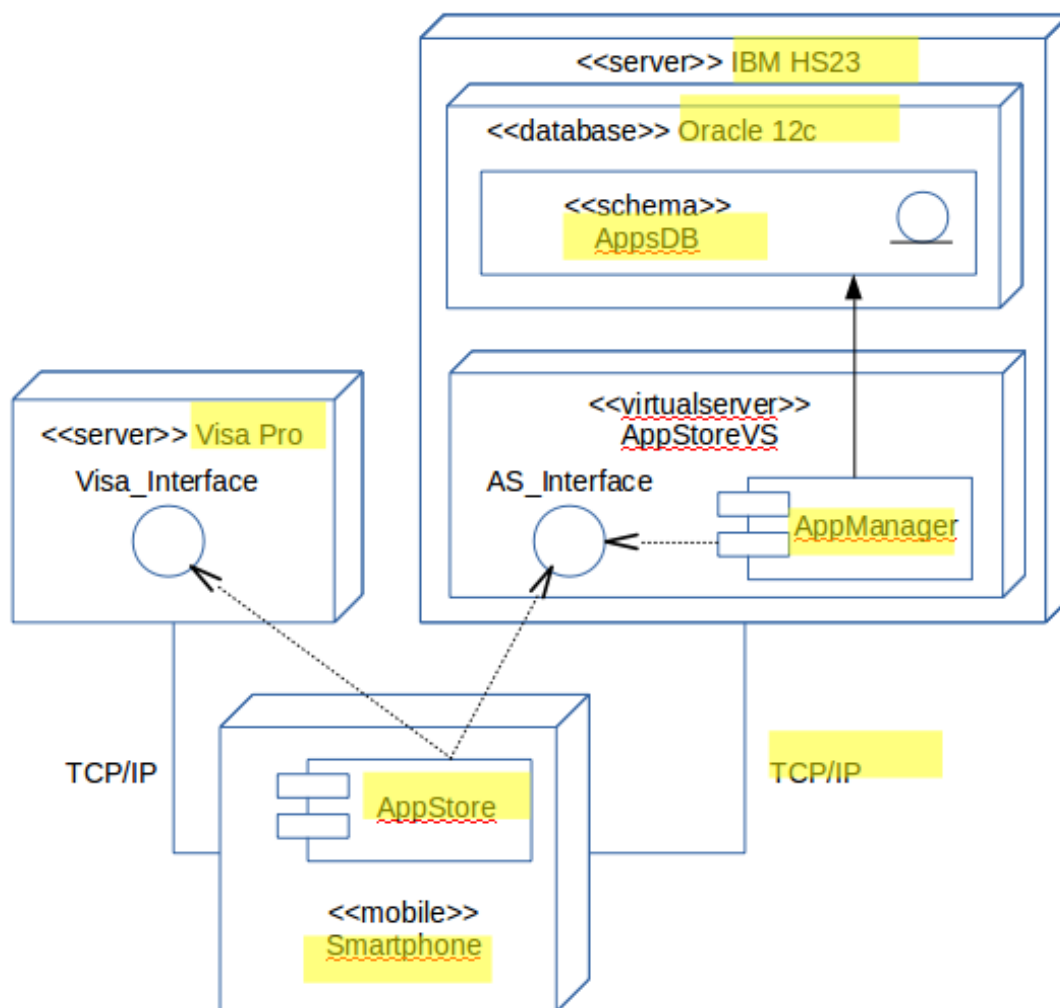 <<server>> IBM HS23
<<database>> Oracle 12c
<<schema>>
AppsDB
<<server>> Visa Pro
Visa_Interface
<<virtualserver>>
AppStoreVS
AS_Interface
AppManager
TCP/IP
TCP/IP
AppStore
<<mobile>>
Smartphone